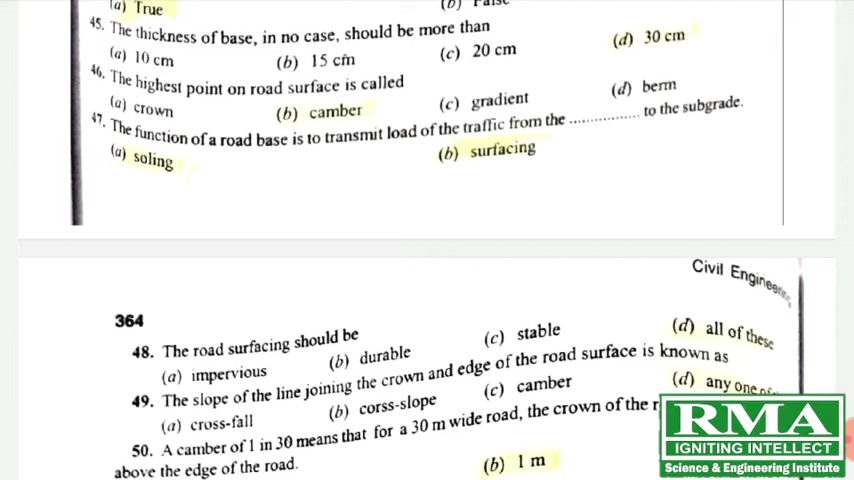 (a) True
45. The thickness of base, in no case, should be more than
(a) 10 cm (b) 15 cm (c) 20 cm (d) 30 cm
46. The highest point on road surface is called
(a) crown (b) camber (c) gradient (d) berm
47. The function of a road base is to transmit load of the traffic from the ................ to the subgrade.
(a) soling (b) surfacing
Civil Engineering
364
48. The road surfacing should be
(a) impervious (b) durable (c) stable (d) all of these
49. The slope of the line joining the crown and edge of the road surface is known as
(a) cross-fall (b) corss-slope (c) camber (d) any one
50. A camber of 1 in 30 means that for a 30 m wide road, the crown of the
above the edge of the road.
(b) 1 m
RMA
IGNITING INTELLECT
Science & Engineering Institute